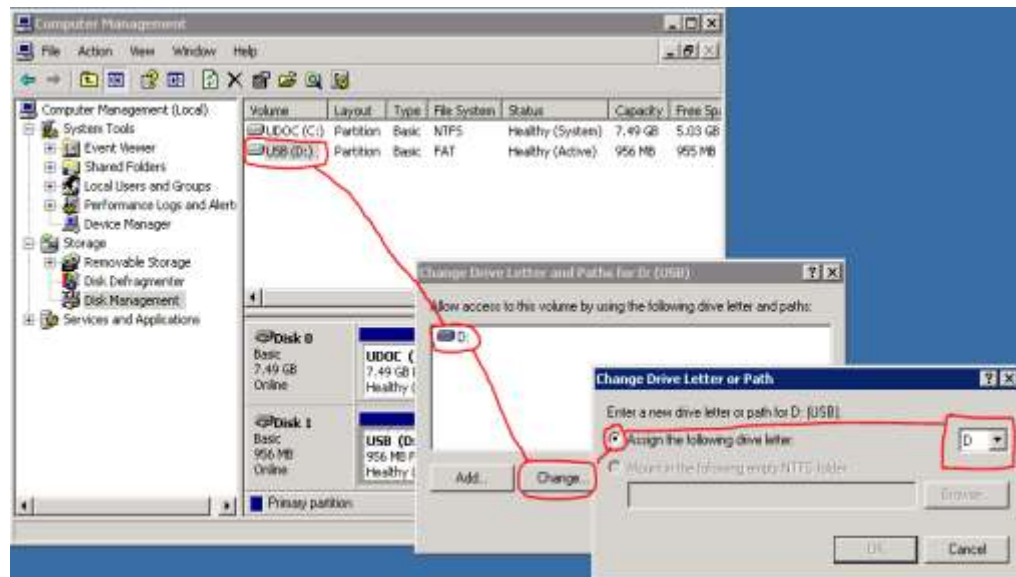 Computer Management
File Action View Window Help
Computer Management (Local)
System Tools
Event Viewer
Shared Folders
Local Users and Groups
Performance Logs and Alert
Device Manager
Storage
Removable Storage
Disk Defragmenter
Disk Management
Services and Applications
Volume Layout Type File System Status Capacity Free Sp
UDOC (C:) Partition Basic NTFS Healthy (System) 7.49 GB 5.03 GB
USB (D:) Partition Basic FAT Healthy (Active) 956 MB 955 MB
Disk 0
Basic
7.49 GB
Online
UDOC (
7.49 GB
Healthy (
Disk 1
Basic
956 MB
Online
USB (D:
956 MB F
Healthy (
Primary partition
Change Drive Letter and Paths for D: (USB)
Allow access to this volume by using the following drive letter and paths:
D:
Add...
Change...
Change Drive Letter or Path
Enter a new drive letter or path for D: (USB).
Assign the following drive letter:
D
Mount in the following empty NTFS folder:
Browse...
OK
Cancel